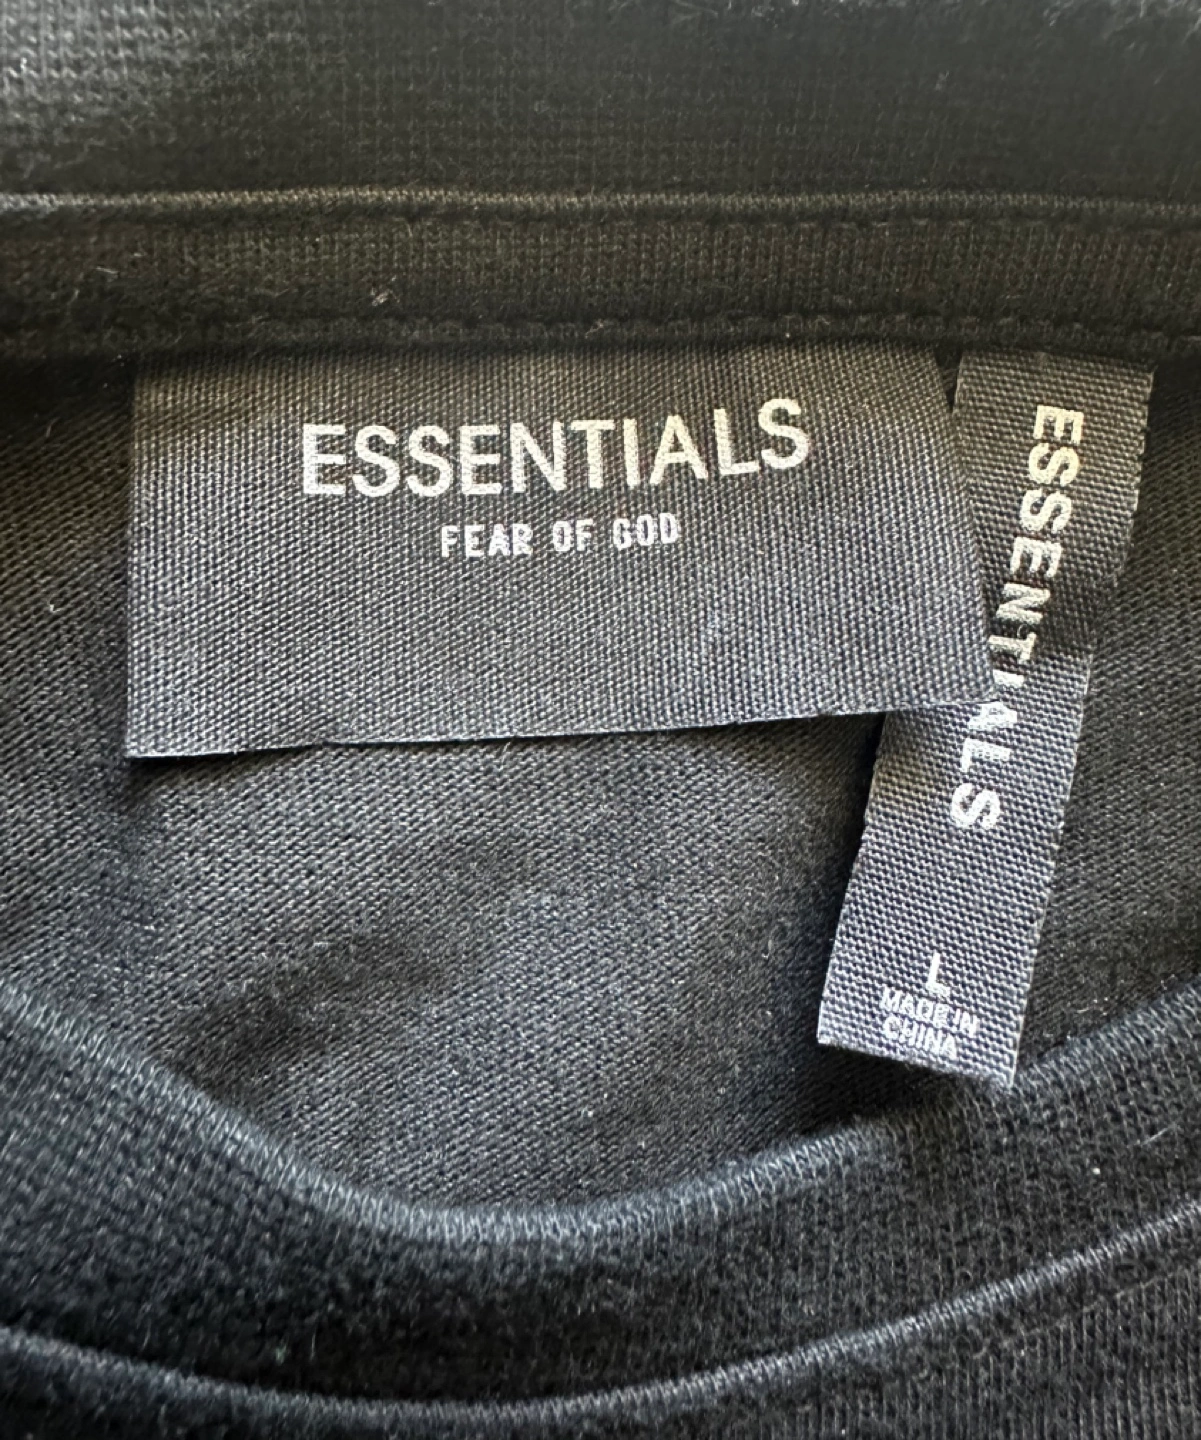 ESSENTIALS
FEAR OF GOD
ESSENTIALS
L
MADE IN
CHINA